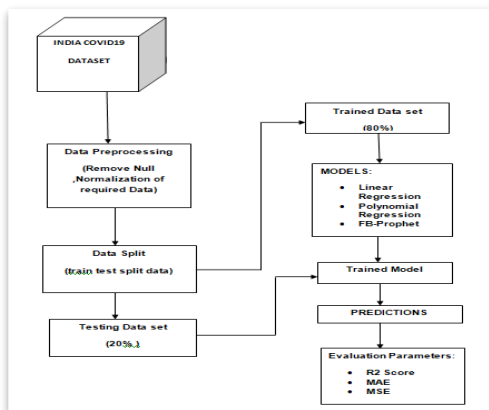 INDIA COVID19
DATASET
Data Preprocessing
(Remove Null
,Normalization of
required Data)
Data Split
(train test split data)
Testing Data set
(20% )
Trained Data set
(80%)
MODELS:
• Linear
Regression
• Polynomial
Regression
• FB-Prophet
Trained Model
PREDICTIONS
Evaluation Parameters:
• R2 Score
• MAE
• MSE